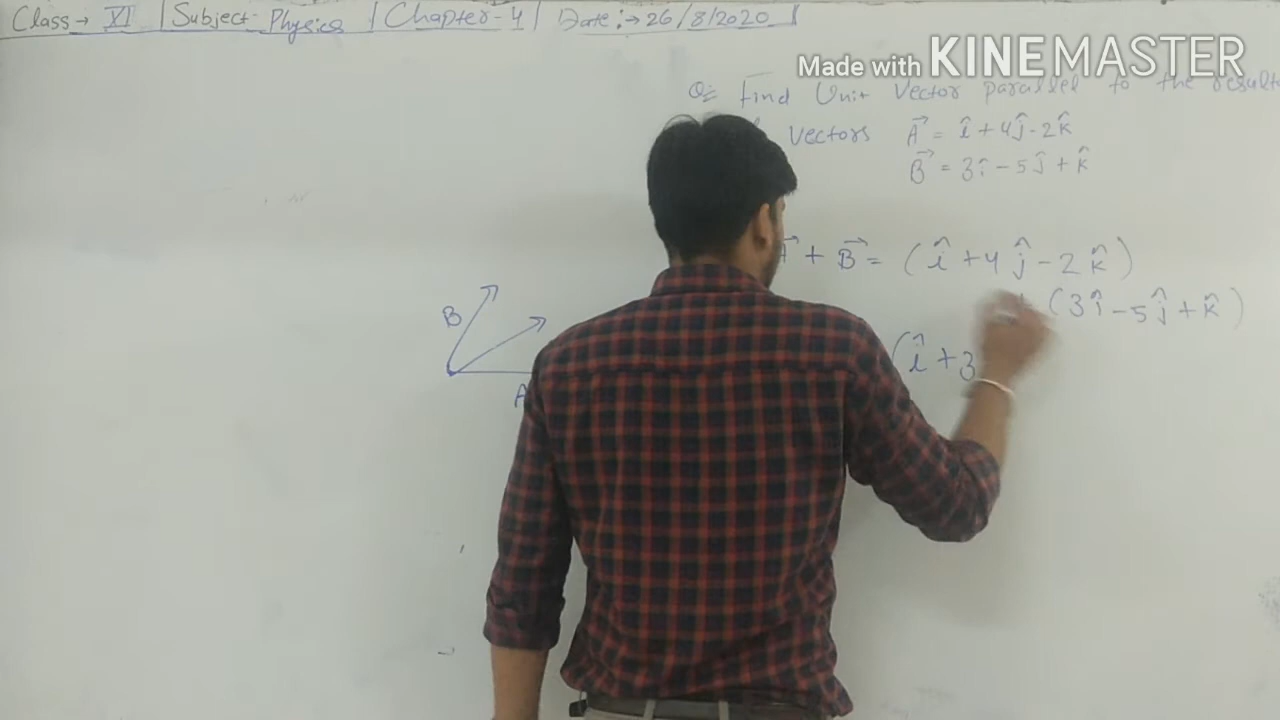 Class → XI | Subject- Physics | Chapter-4 | Date:→ 26/8/2020
Made with KINEMASTER
Q:- Find Unit Vector parallel to the
Vectors A⃗ = î + 4ĵ - 2k̂
B⃗ = 3î - 5ĵ + k̂
A⃗ + B⃗ = (î + 4ĵ - 2k̂)
+ (3î - 5ĵ + k̂)
(î + 3
B
A